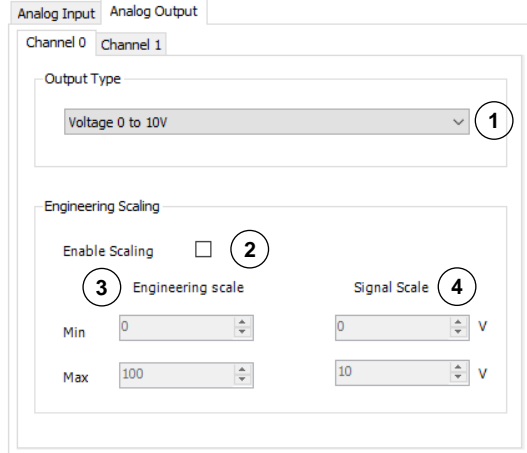 Analog Input Analog Output
Channel 0 Channel 1
Output Type
Voltage 0 to 10V 1
Engineering Scaling
Enable Scaling 2
3 Engineering scale Signal Scale 4
Min 0 0 V
Max 100 10 V